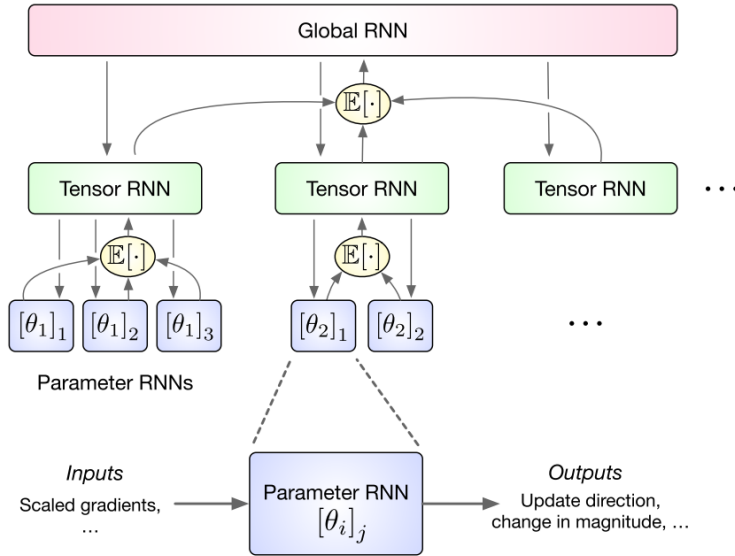 Global RNN
𝔼[·]
Tensor RNN
Tensor RNN
Tensor RNN
...
𝔼[·]
𝔼[·]
[θ₁]₁
[θ₁]₂
[θ₁]₃
[θ₂]₁
[θ₂]₂
...
Parameter RNNs
Inputs
Scaled gradients,
...
Parameter RNN
[θᵢ]ⱼ
Outputs
Update direction,
change in magnitude, ...